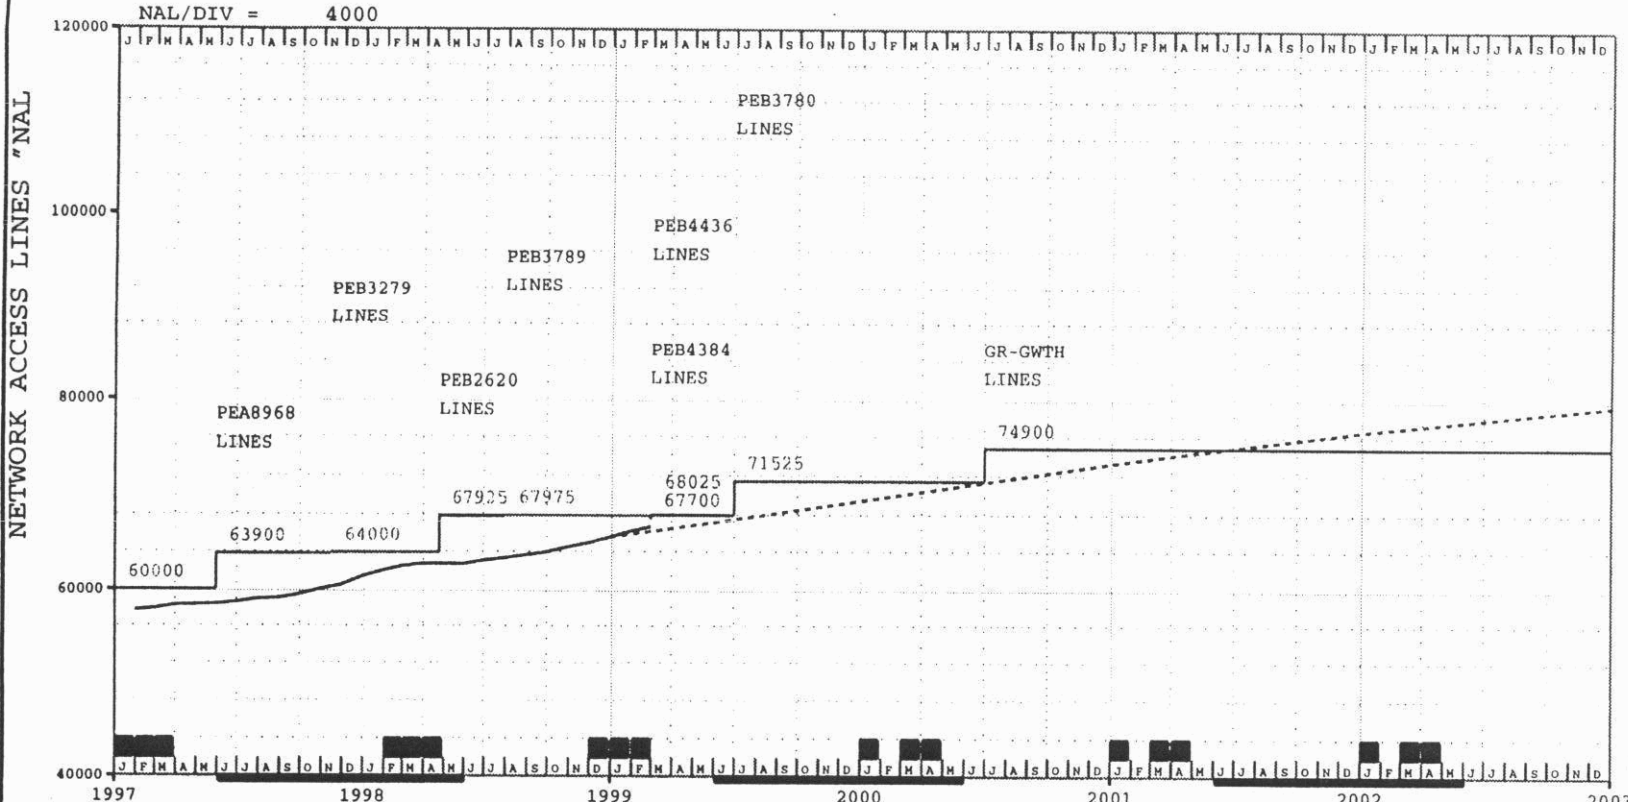 NAL/DIV = 4000
120000
J F M A M J J A S O N D J F M A M J J A S O N D J F M A M J J A S O N D J F M A M J J A S O N D J F M A M J J A S O N D J F M A M J J A S O N D
NETWORK ACCESS LINES "NAL
PEB3780
LINES
100000
PEB4436
LINES
PEB3789
LINES
PEB3279
LINES
PEB4384
LINES
GR-GWTH
LINES
PEB2620
LINES
80000
PEA8968
LINES
74900
71525
68025
67700
67925 67975
63900 64000
60000
60000
J F M A M J J A S O N D J F M A M J J A S O N D J F M A M J J A S O N D J F M A M J J A S O N D J F M A M J J A S O N D J F M A M J J A S O N D
40000
1997 1998 1999 2000 2001 2002